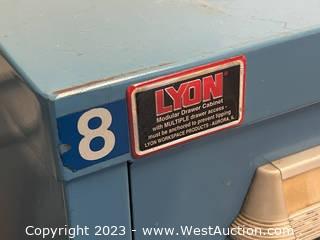 LYON
Modular Drawer Cabinet
with MULTIPLE drawer access -
must be anchored to prevent tipping
LYON WORKSPACE PRODUCTS - AURORA, IL
8
Copyright 2023 - www.WestAuction.com